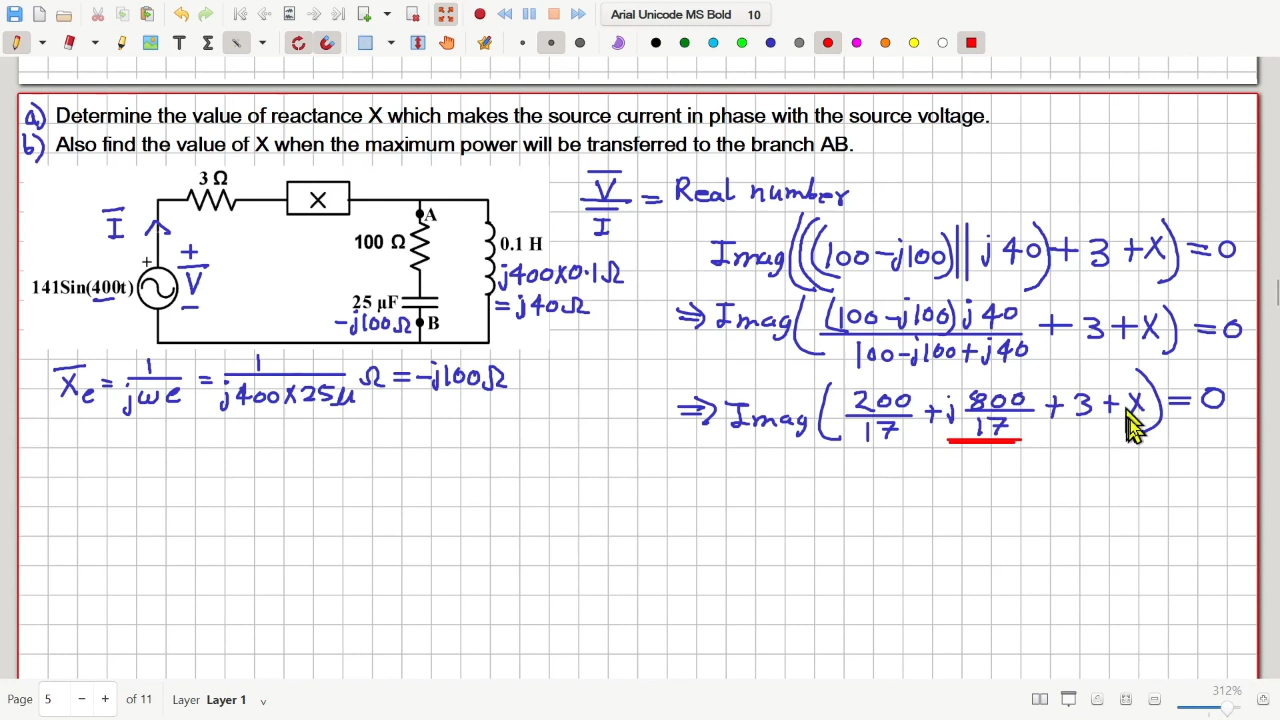 Arial Unicode MS Bold 10
a) Determine the value of reactance X which makes the source current in phase with the source voltage.
b) Also find the value of X when the maximum power will be transferred to the branch AB.
3 Ω
X
A
I
+
+
V
−
141Sin(400t)
100 Ω
25 µF
−j100Ω
B
0.1 H
j400×0.1Ω
= j40Ω
X̅c = 1/jωc = 1/j400×25µ Ω = −j100Ω
V̅/I̅ = Real number
Imag(((100−j100)||j40)+3+X)=0
⇒ Imag((100−j100)j40/100−j100+j40 + 3 + X) = 0
⇒ Imag(200/17 + j 800/17 + 3 + X) = 0
Page 5 − + of 11 Layer Layer 1 312%